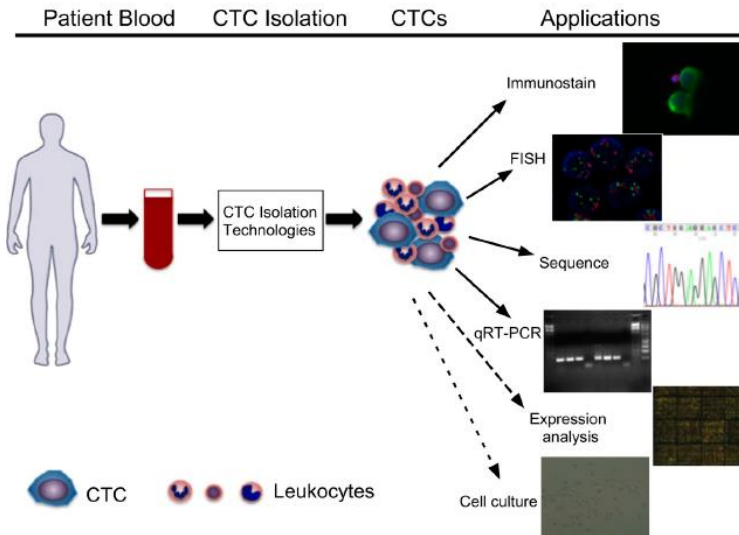 Patient Blood CTC Isolation CTCs Applications
Immunostain
FISH
CTC Isolation
Technologies
Sequence
qRT-PCR
Expression
analysis
Cell culture
CTC Leukocytes